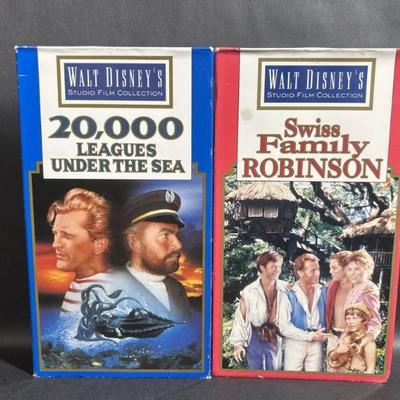 WALT DISNEY'S
STUDIO FILM COLLECTION
20,000
LEAGUES
UNDER THE SEA
WALT DISNEY'S
STUDIO FILM COLLECTION
Swiss
Family
ROBINSON